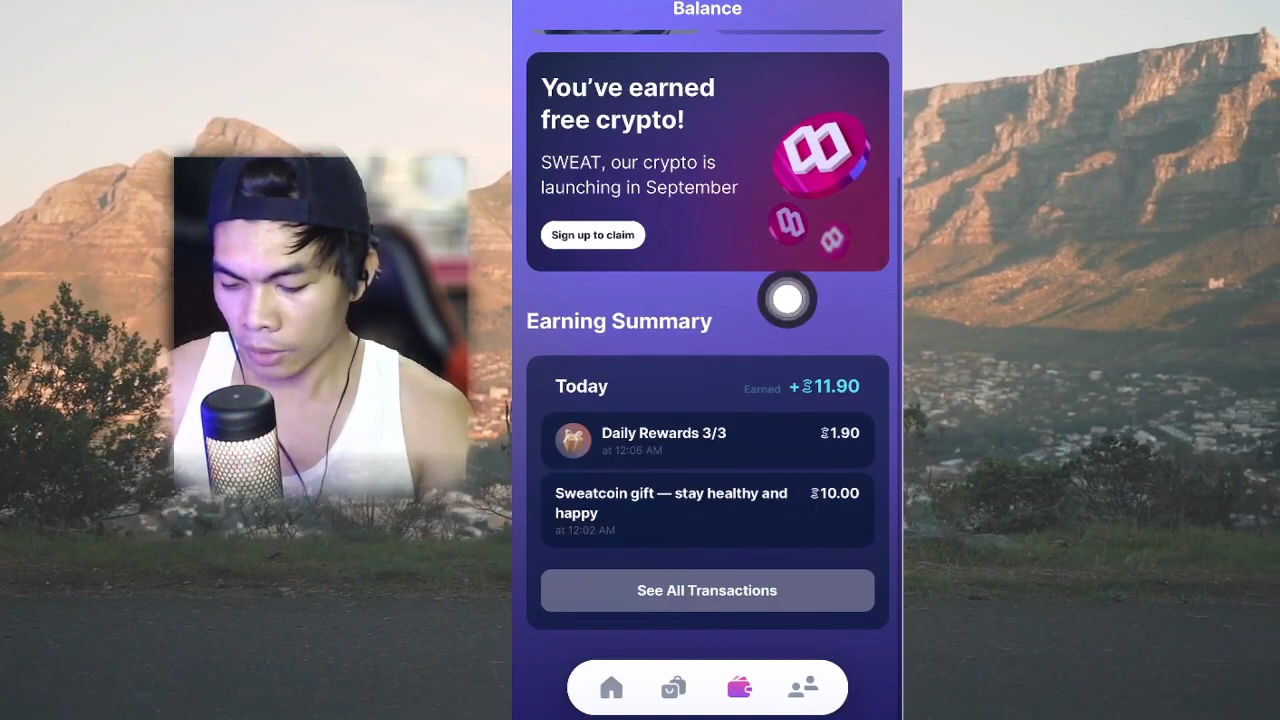 Balance
You’ve earned
free crypto!
SWEAT, our crypto is
launching in September
Sign up to claim
Earning Summary
Today
Earned +11.90
Daily Rewards 3/3
1.90
at 12:06 AM
Sweatcoin gift — stay healthy and
happy
10.00
at 12:02 AM
See All Transactions